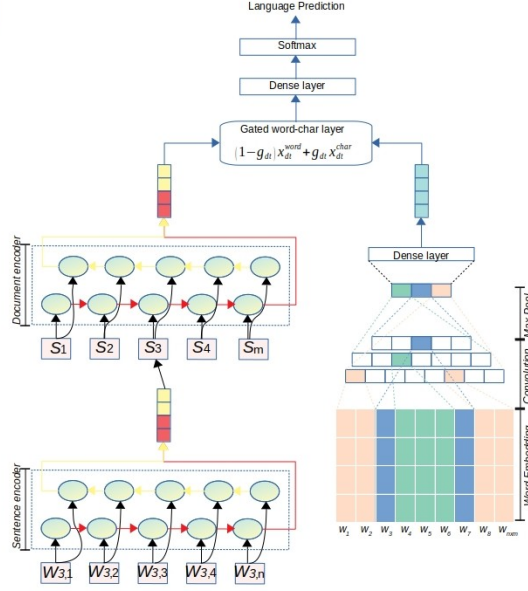 Language Prediction
Softmax
Dense layer
Gated word-char layer
(1−g_dt) x_dt^word + g_dt x_dt^char
Dense layer
Document encoder
S1 S2 S3 S4 Sm
Max Pool
Convolution
Sentence encoder
W3,1 W3,2 W3,3 W3,4 W3,n
Word Embedding
W1 W2 W3 W4 W5 W6 W7 W8 Wnxm